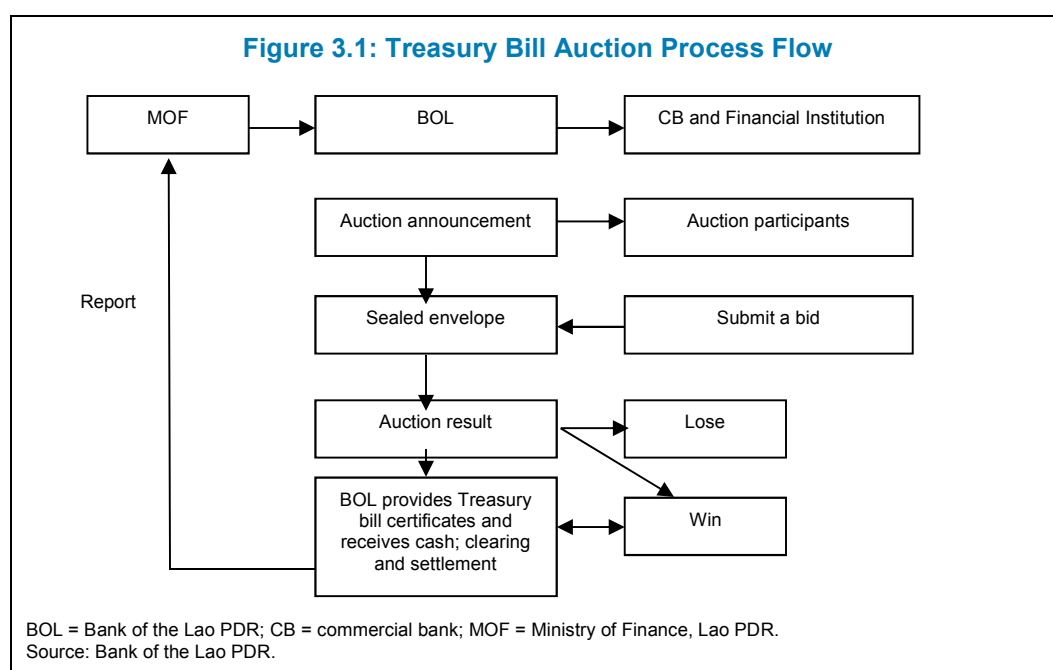 Figure 3.1: Treasury Bill Auction Process Flow
MOF
BOL
CB and Financial Institution
Auction announcement
Auction participants
Report
Sealed envelope
Submit a bid
Auction result
Lose
BOL provides Treasury
bill certificates and
receives cash; clearing
and settlement
Win
BOL = Bank of the Lao PDR; CB = commercial bank; MOF = Ministry of Finance, Lao PDR.
Source: Bank of the Lao PDR.